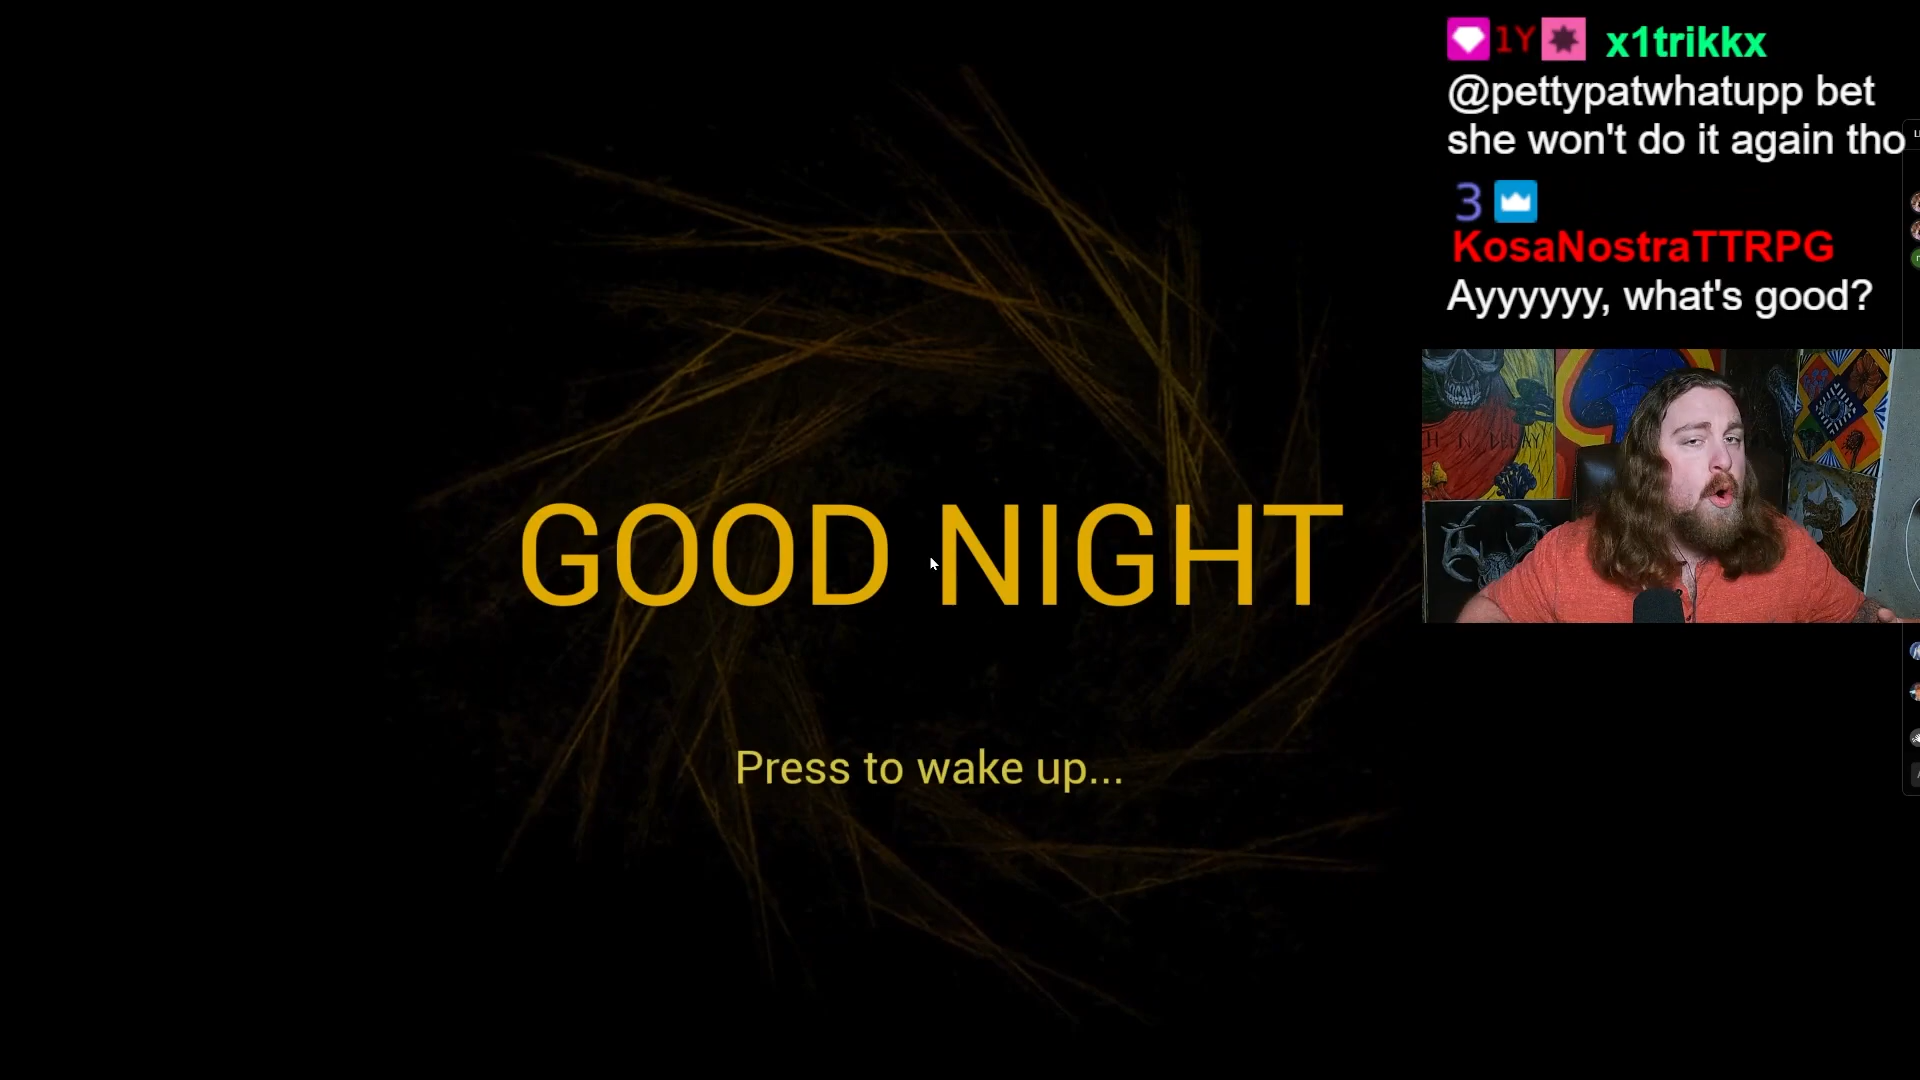 1Y x1trikkx
@pettypatwhatupp bet
she won't do it again tho
3
KosaNostraTTRPG
Ayyyyyy, what's good?
GOOD NIGHT
Press to wake up...